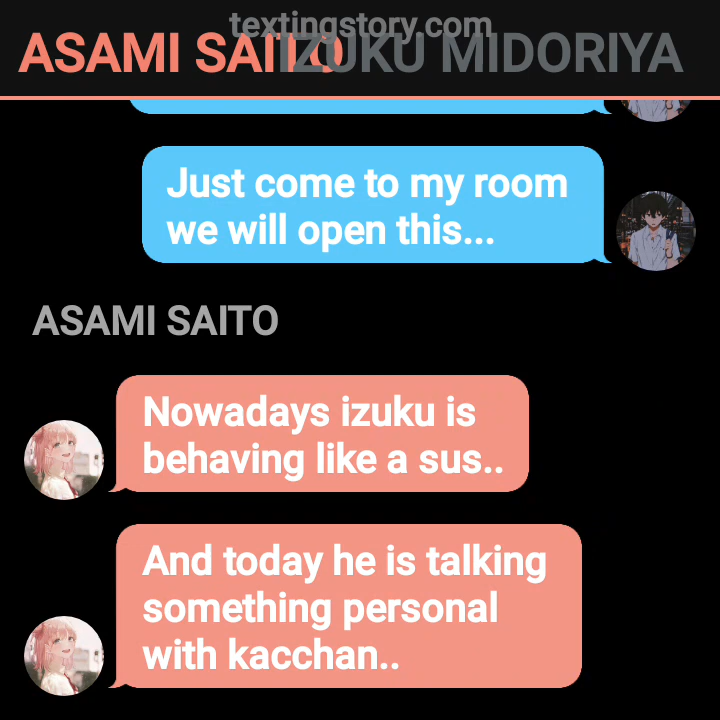 textingstory.com
ASAMI SAITO
IZUKU MIDORIYA
Just come to my room
we will open this...
ASAMI SAITO
Nowadays izuku is
behaving like a sus..
And today he is talking
something personal
with kacchan..